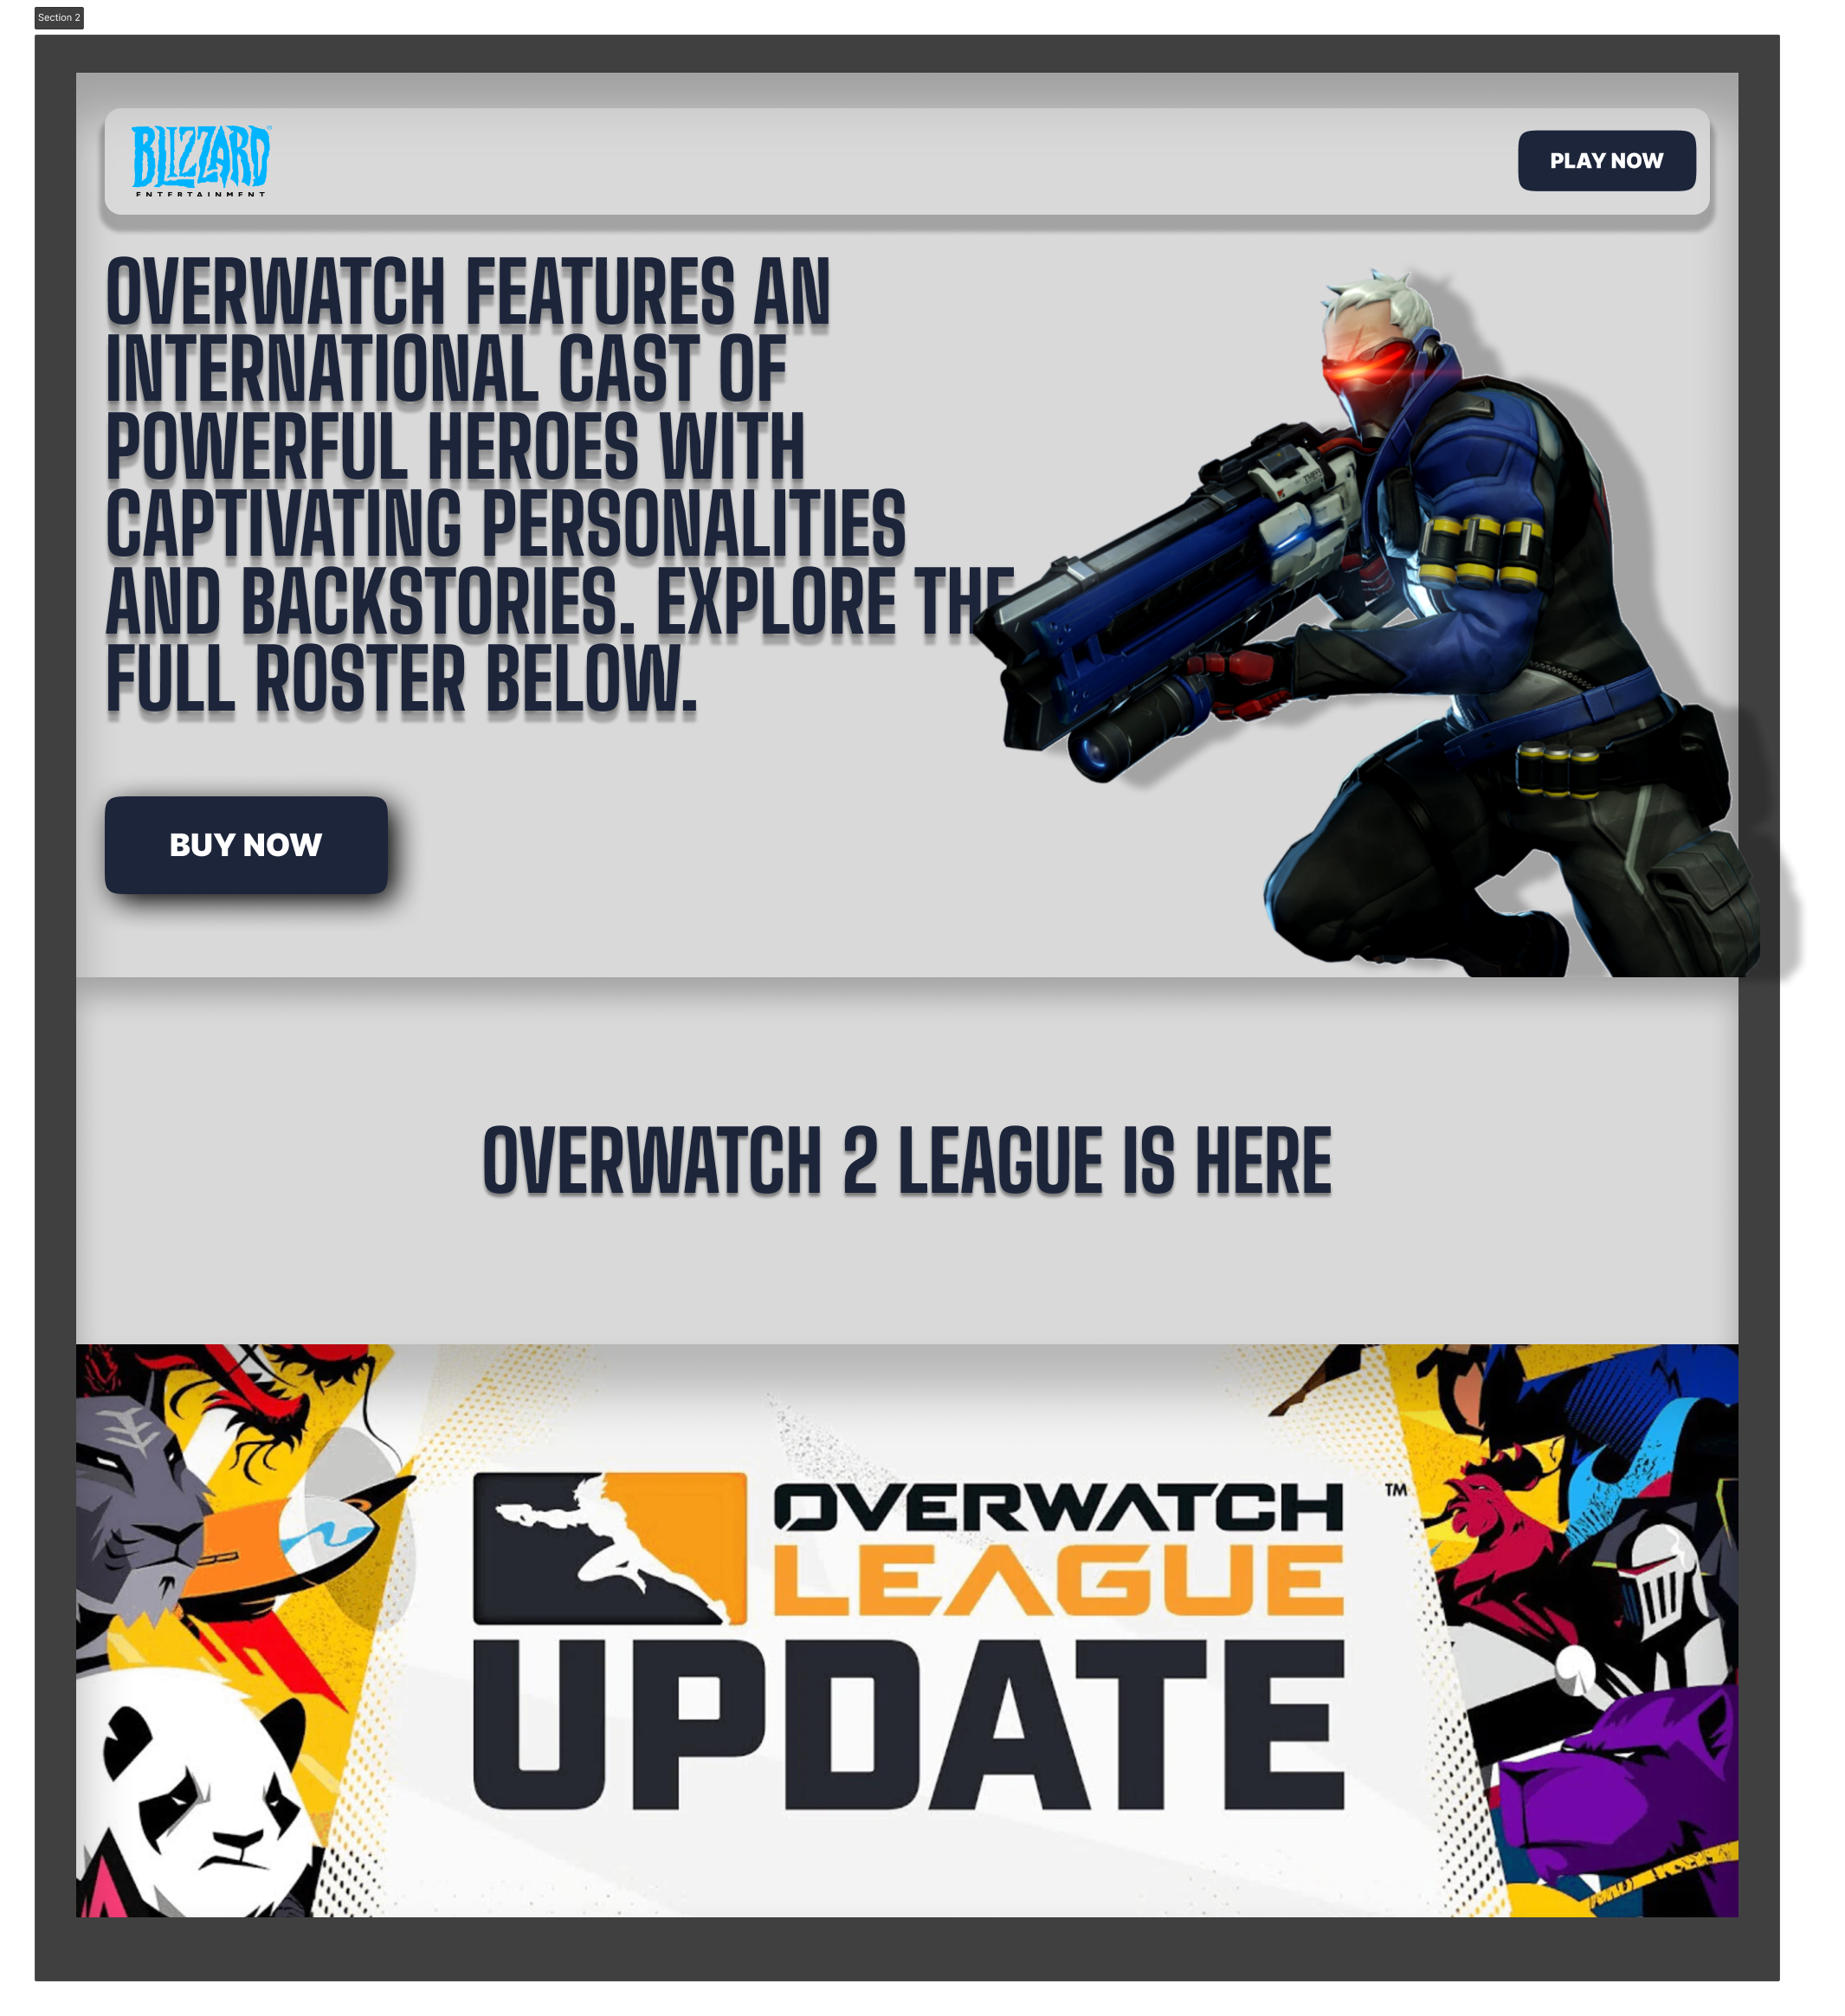 Section 2
BLIZZARD
ENTERTAINMENT
PLAY NOW
OVERWATCH FEATURES AN
INTERNATIONAL CAST OF
POWERFUL HEROES WITH
CAPTIVATING PERSONALITIES
AND BACKSTORIES. EXPLORE THE
FULL ROSTER BELOW.
BUY NOW
OVERWATCH 2 LEAGUE IS HERE
OVERWATCH TM
LEAGUE
UPDATE